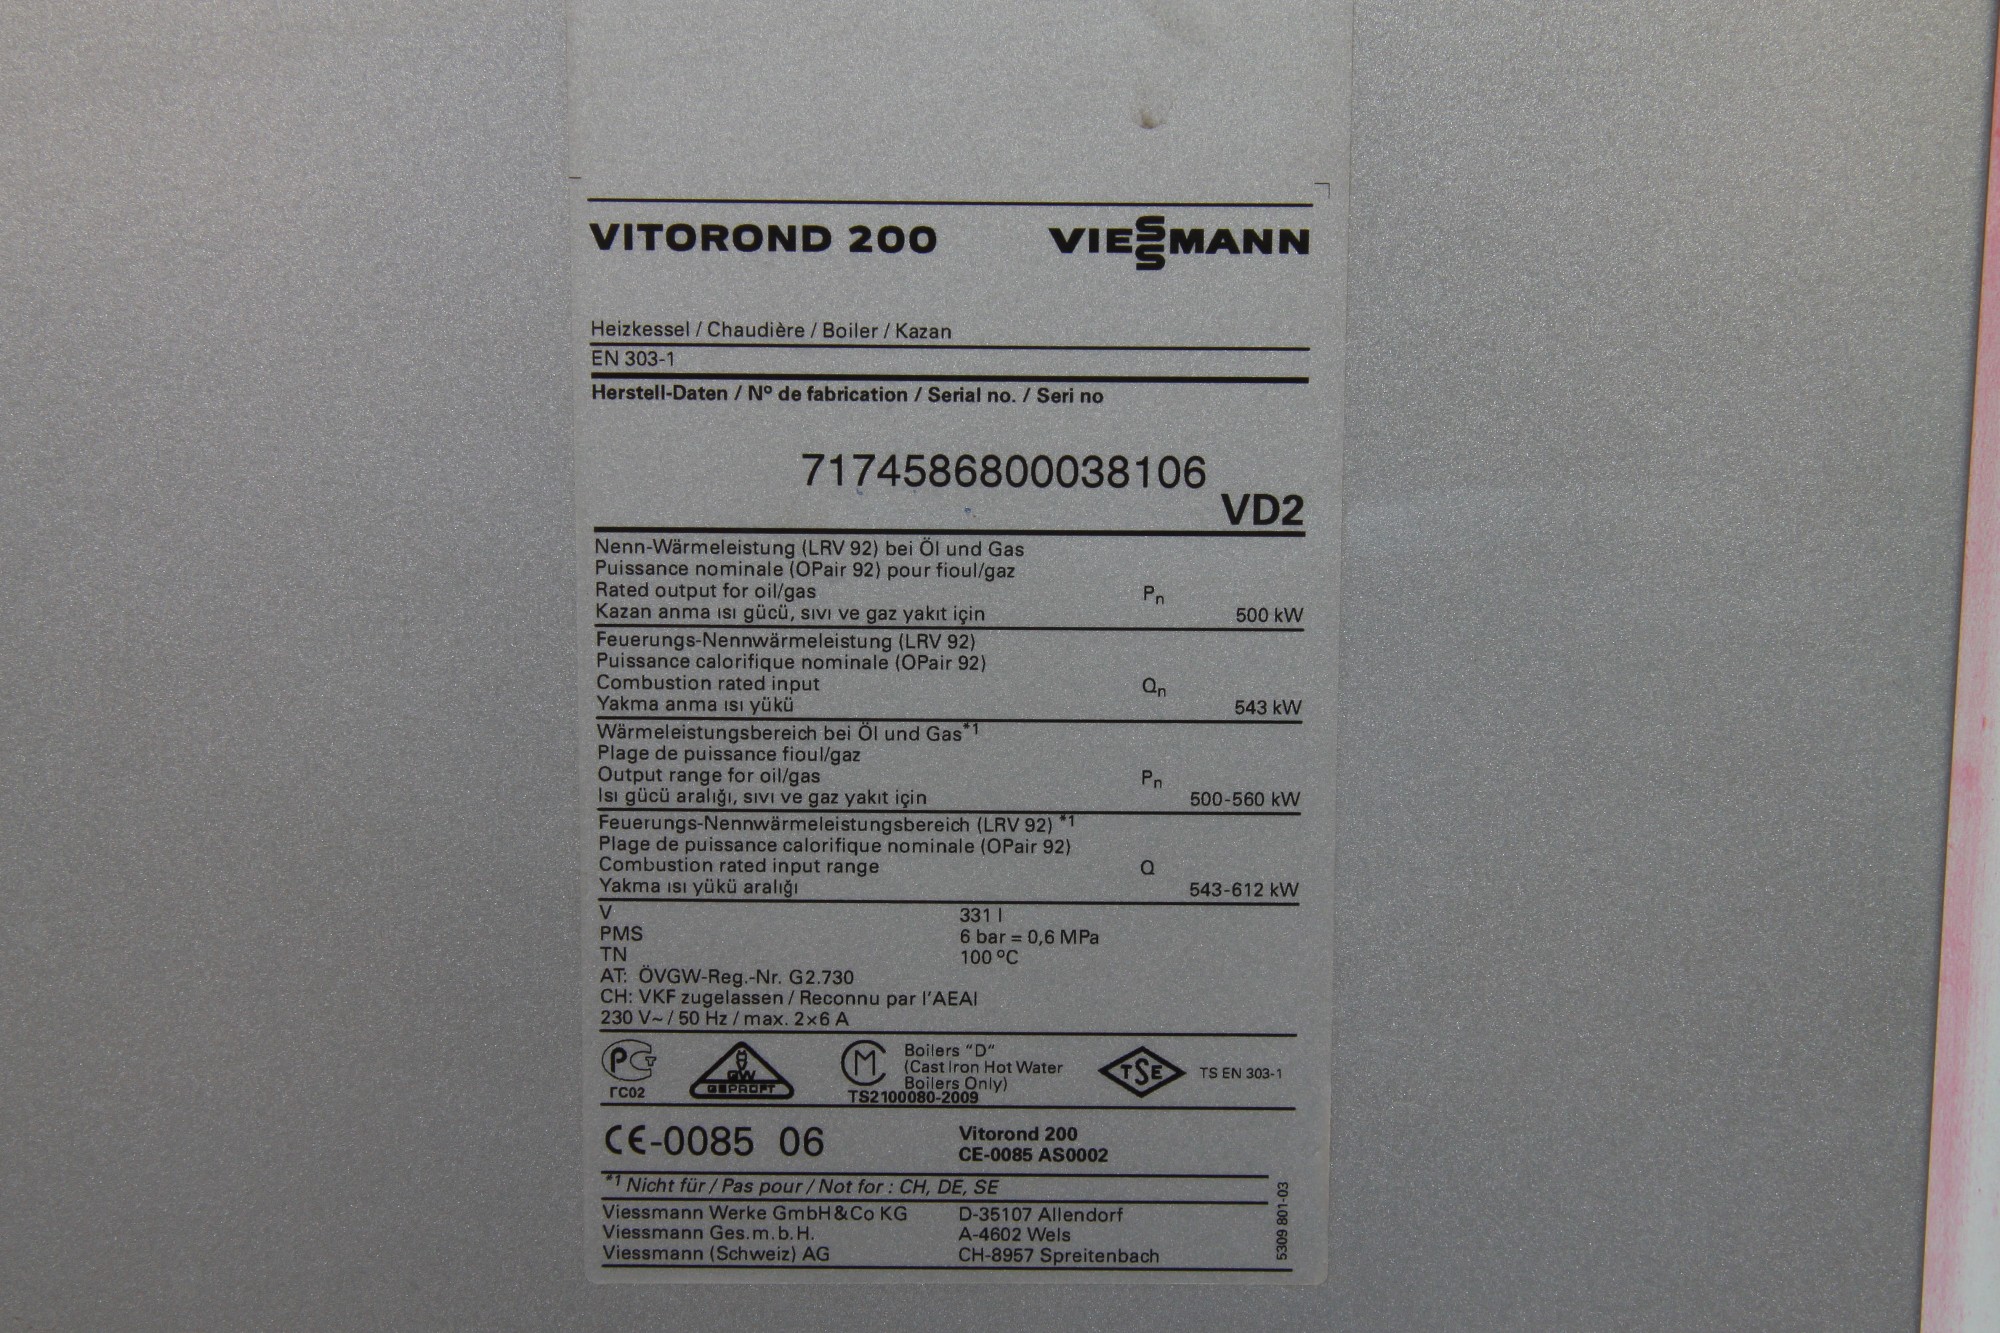 VITOROND 200 VIESSMANN
Heizkessel / Chaudière / Boiler / Kazan
EN 303-1
Herstell-Daten / Nº de fabrication / Serial no. / Seri no
7174586800038106
VD2
Nenn-Wärmeleistung (LRV 92) bei Öl und Gas
Puissance nominale (OPair 92) pour fioul/gaz
Rated output for oil/gas Pn
Kazan anma ısı gücü, sıvı ve gaz yakıt için 500 kW
Feuerungs-Nennwärmeleistung (LRV 92)
Puissance calorifique nominale (OPair 92)
Combustion rated input Qn
Yakma anma ısı yükü 543 kW
Wärmeleistungsbereich bei Öl und Gas*1
Plage de puissance fioul/gaz
Output range for oil/gas Pn
Isı gücü aralığı, sıvı ve gaz yakıt için 500-560 kW
Feuerungs-Nennwärmeleistungsbereich (LRV 92) *1
Plage de puissance calorifique nominale (OPair 92)
Combustion rated input range Q
Yakma ısı yükü aralığı 543-612 kW
V 331 l
PMS 6 bar = 0,6 MPa
TN 100 ºC
AT: ÖVGW-Reg.-Nr. G2.730
CH: VKF zugelassen / Reconnu par l'AEAI
230 V~ / 50 Hz / max. 2x6 A
РСТ
ГС02
GW
GEPRÜFT
CM
Boilers "D"
(Cast Iron Hot Water
Boilers Only)
TS2100080-2009
TSE TS EN 303-1
CE-0085 06
Vitorond 200
CE-0085 AS0002
*1 Nicht für / Pas pour / Not for : CH, DE, SE
Viessmann Werke GmbH&Co KG D-35107 Allendorf
Viessmann Ges.m.b.H. A-4602 Wels
Viessmann (Schweiz) AG CH-8957 Spreitenbach
5309 801-03